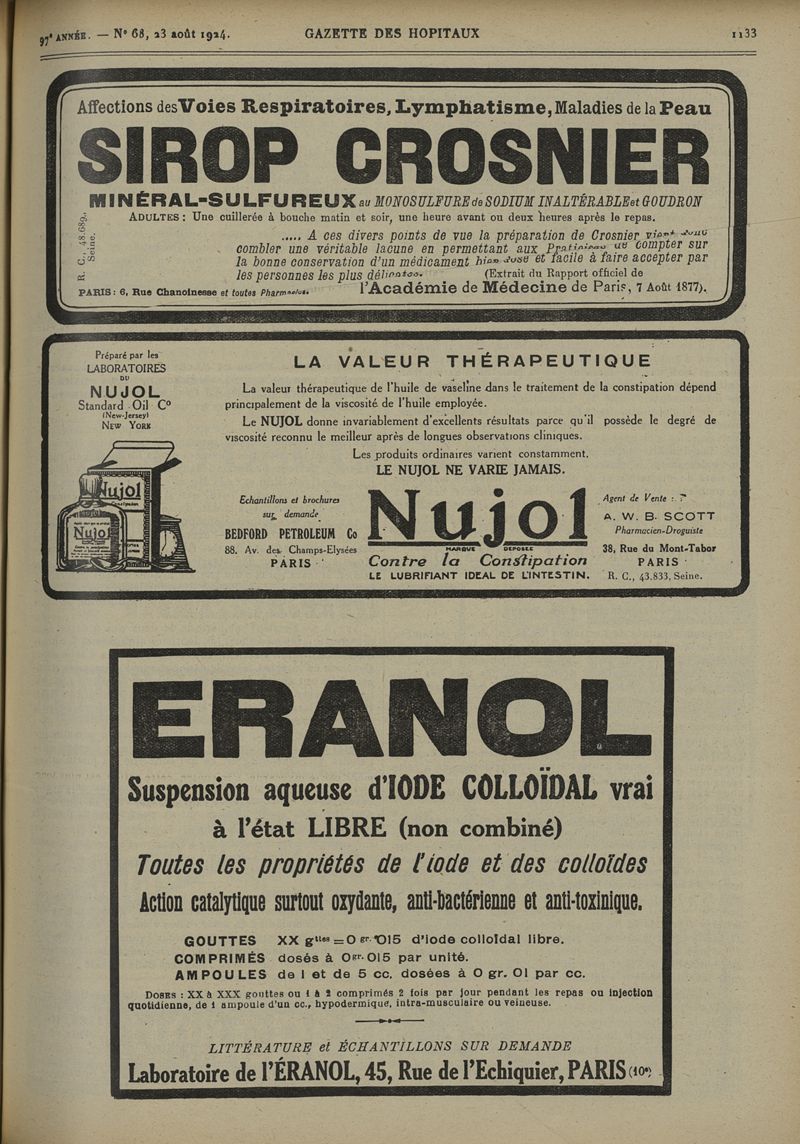 97e ANNÉE. — N° 68, 23 août 1924.
GAZETTE DES HOPITAUX
1133
Affections des Voies Respiratoires, Lymphatisme, Maladies de la Peau
SIROP CROSNIER
MINÉRAL-SULFUREUX au MONOSULFURE de SODIUM INALTÉRABLE et GOUDRON
ADULTES : Une cuillerée à bouche matin et soir, une heure avant ou deux heures après le repas.
R. C. 48.689,
Seine.
..... A ces divers points de vue la préparation de Crosnier vient
combler une véritable lacune en permettant aux de compter sur
la bonne conservation d'un médicament bien dosé et facile à faire accepter par
les personnes les plus délicates. (Extrait du Rapport officiel de
PARIS : 6, Rue Chanoinesse et toutes Pharmacies. l'Académie de Médecine de Paris, 7 Août 1877).
Préparé par les
LABORATOIRES
DU
NUJOL
Standard Oil Co
(New-Jersey)
NEW YORK
Nujol
Nujol
LA VALEUR THÉRAPEUTIQUE
La valeur thérapeutique de l'huile de vaseline dans le traitement de la constipation dépend
principalement de la viscosité de l'huile employée.
Le NUJOL donne invariablement d'excellents résultats parce qu'il possède le degré de
viscosité reconnu le meilleur après de longues observations cliniques.
Les produits ordinaires varient constamment.
LE NUJOL NE VARIE JAMAIS.
Echantillons et brochures
sur demande
BEDFORD PETROLEUM Co
88. Av. des Champs-Elysées
PARIS
Nujol
MARQUE DEPOSEE
Contre la Constipation
LE LUBRIFIANT IDEAL DE L'INTESTIN.
Agent de Vente :
A. W. B. SCOTT
Pharmacien-Droguiste
38, Rue du Mont-Tabor
PARIS
R. C., 43.833, Seine.
ERANOL
Suspension aqueuse d'IODE COLLOÏDAL vrai
à l'état LIBRE (non combiné)
Toutes les propriétés de l'iode et des colloïdes
Action catalytique surtout oxydante, anti-bactérienne et anti-toxinique.
GOUTTES XX gttes = 0 gr. 015 d'iode colloïdal libre.
COMPRIMÉS dosés à 0gr. 015 par unité.
AMPOULES de 1 et de 5 cc. dosées à 0 gr. 01 par cc.
DOSES : XX à XXX gouttes ou 1 à 2 comprimés 2 fois par jour pendant les repas ou injection
quotidienne, de 1 ampoule d'un cc., hypodermique, intra-musculaire ou veineuse.
LITTÉRATURE et ÉCHANTILLONS SUR DEMANDE
Laboratoire de l'ÉRANOL, 45, Rue de l'Echiquier, PARIS (10e)